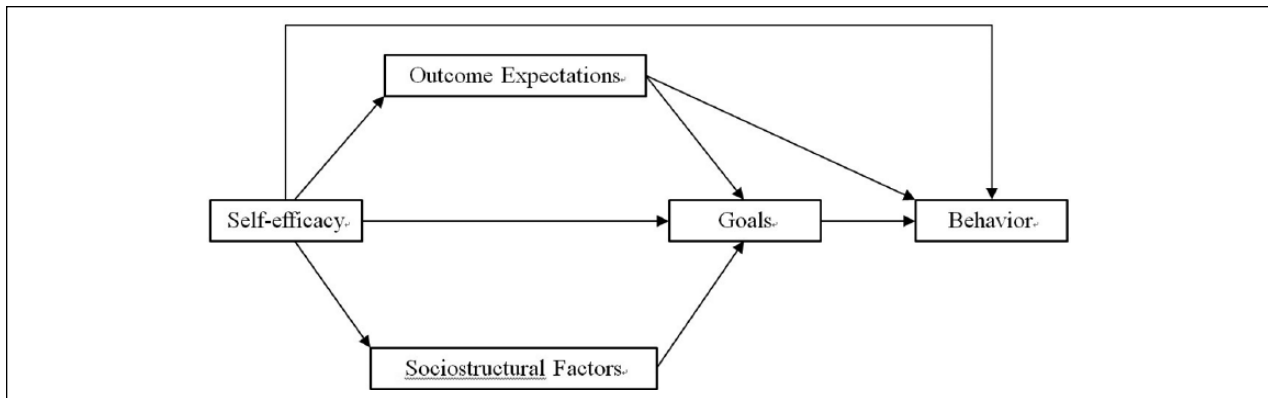 Outcome Expectations
Self-efficacy
Goals
Behavior
Sociostructural Factors